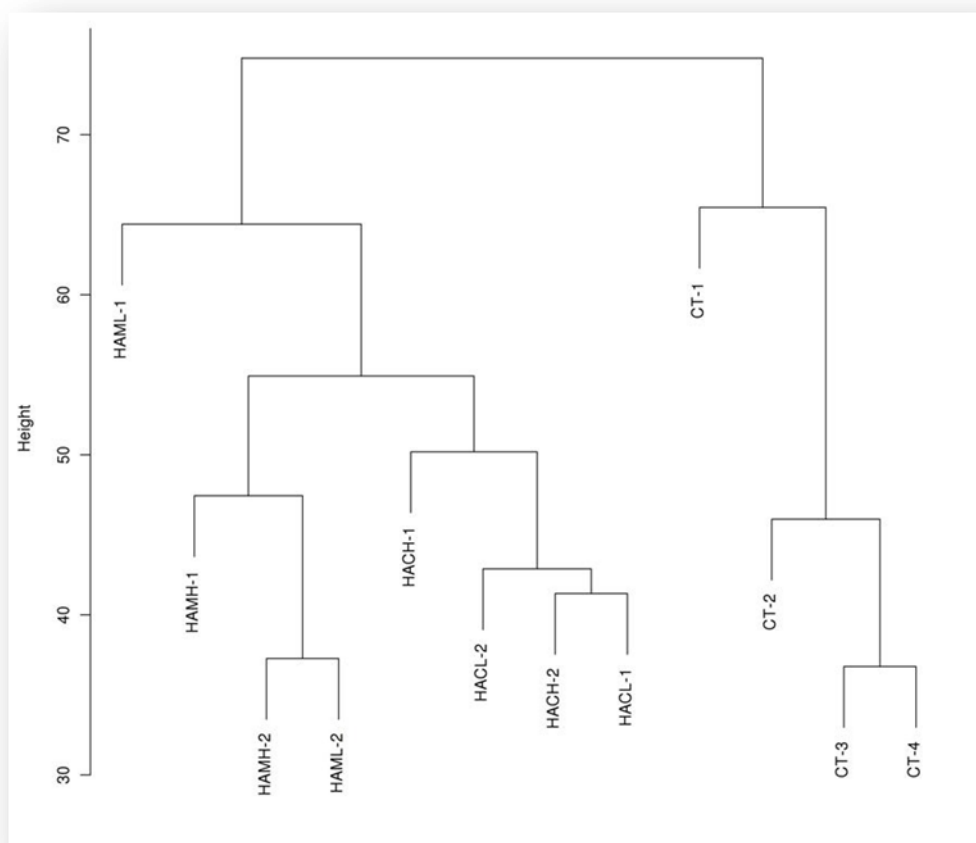 Height
70
60
50
40
30
HAML-1
HAMH-1
HAMH-2
HAML-2
HACH-1
HACL-2
HACH-2
HACL-1
CT-1
CT-2
CT-3
CT-4